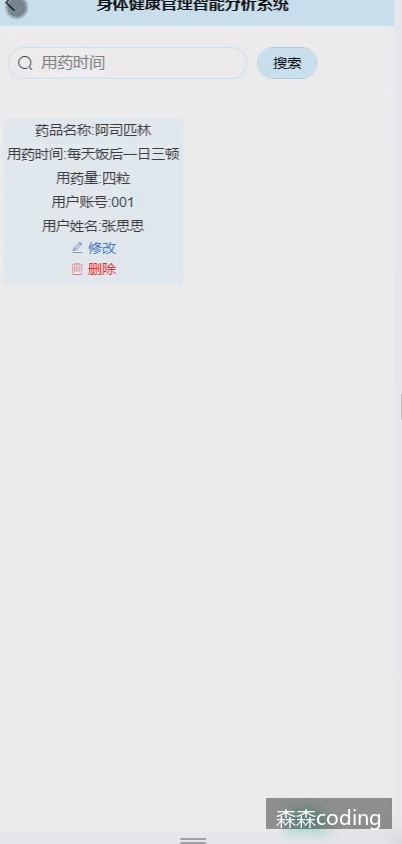 身体健康管理智能分析系统
用药时间
搜索
药品名称:阿司匹林
用药时间:每天饭后一日三顿
用药量:四粒
用户账号:001
用户姓名:张思思
修改
删除
森森coding